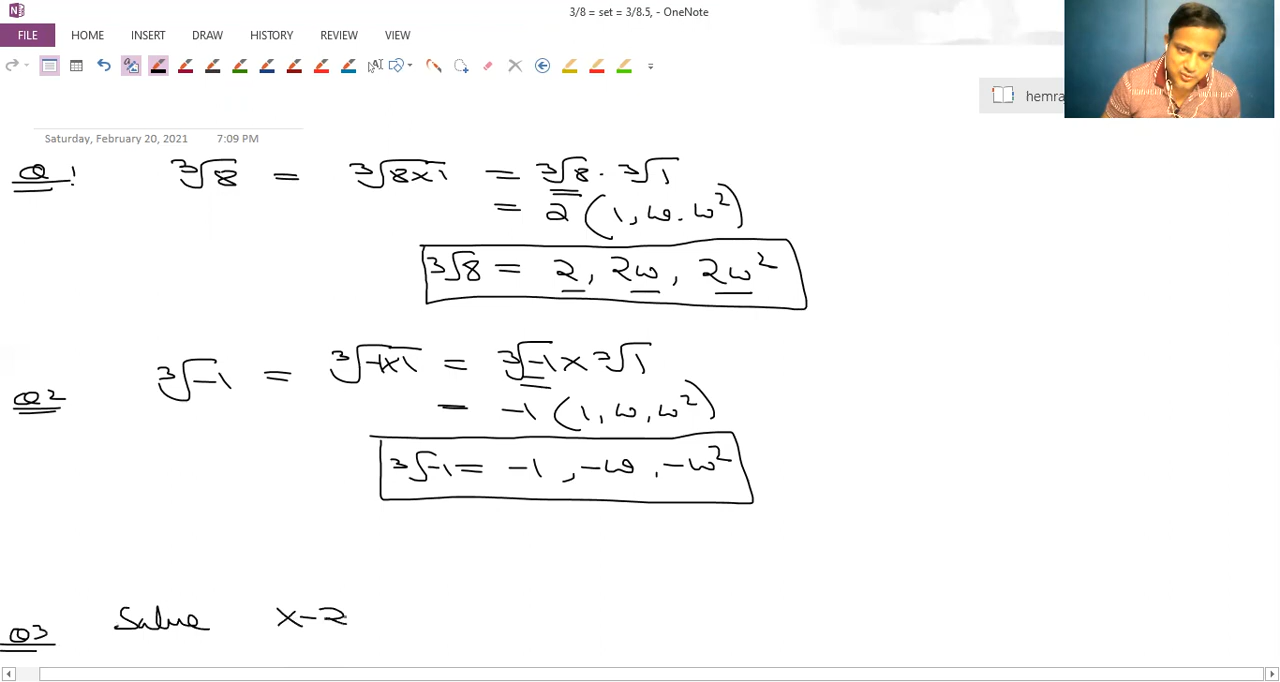 3/8 = set = 3/8.5, - OneNote
FILE HOME INSERT DRAW HISTORY REVIEW VIEW
hemra
Saturday, February 20, 2021 7:09 PM
Q1 ∛8 = ∛8×1 = ∛8 · ∛1
= 2 (1, ω. ω²)
∛8 = 2, 2ω, 2ω²
Q2 ∛-1 = ∛-1×1 = ∛-1 × ∛1
= -1 (1, ω, ω²)
∛-1 = -1, -ω, -ω²
Q3 Solve x-2